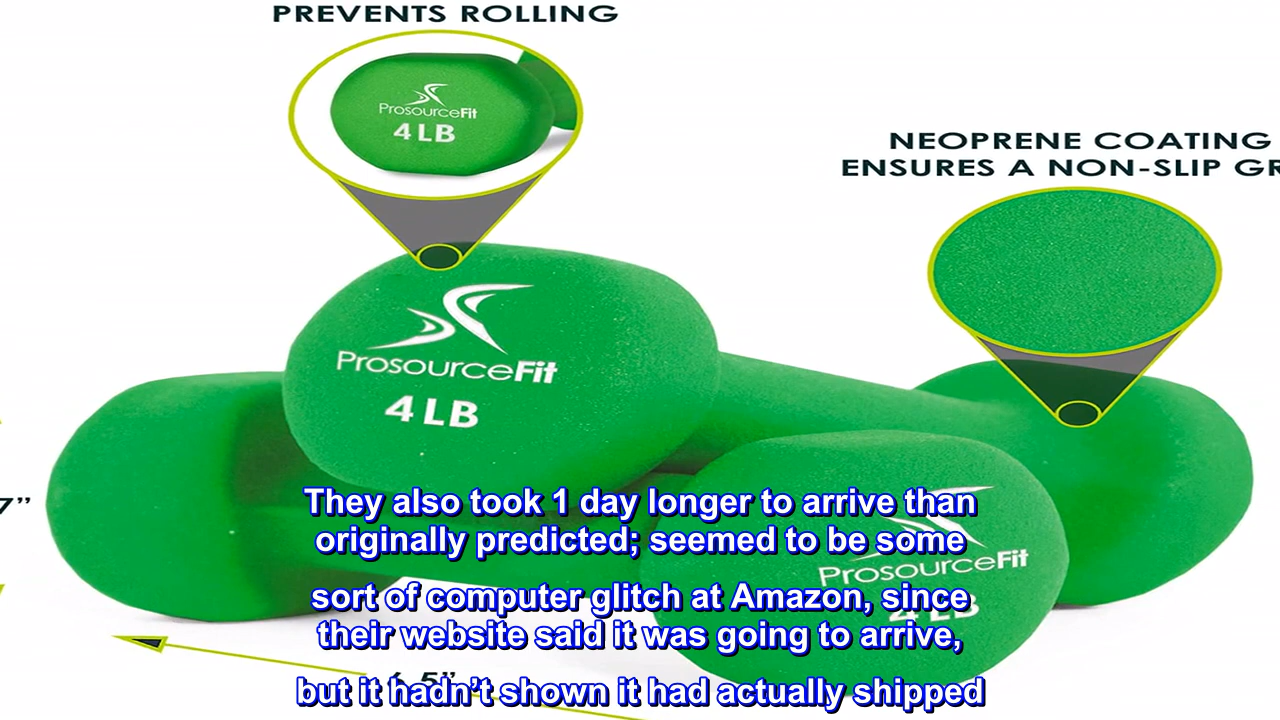 PREVENTS ROLLING
ProsourceFit
4 LB
NEOPRENE COATING
ENSURES A NON-SLIP GR
ProsourceFit
4 LB
7”
They also took 1 day longer to arrive than
originally predicted; seemed to be some
ProsourceFit
4 LB
sort of computer glitch at Amazon, since
their website said it was going to arrive,
but it hadn’t shown it had actually shipped